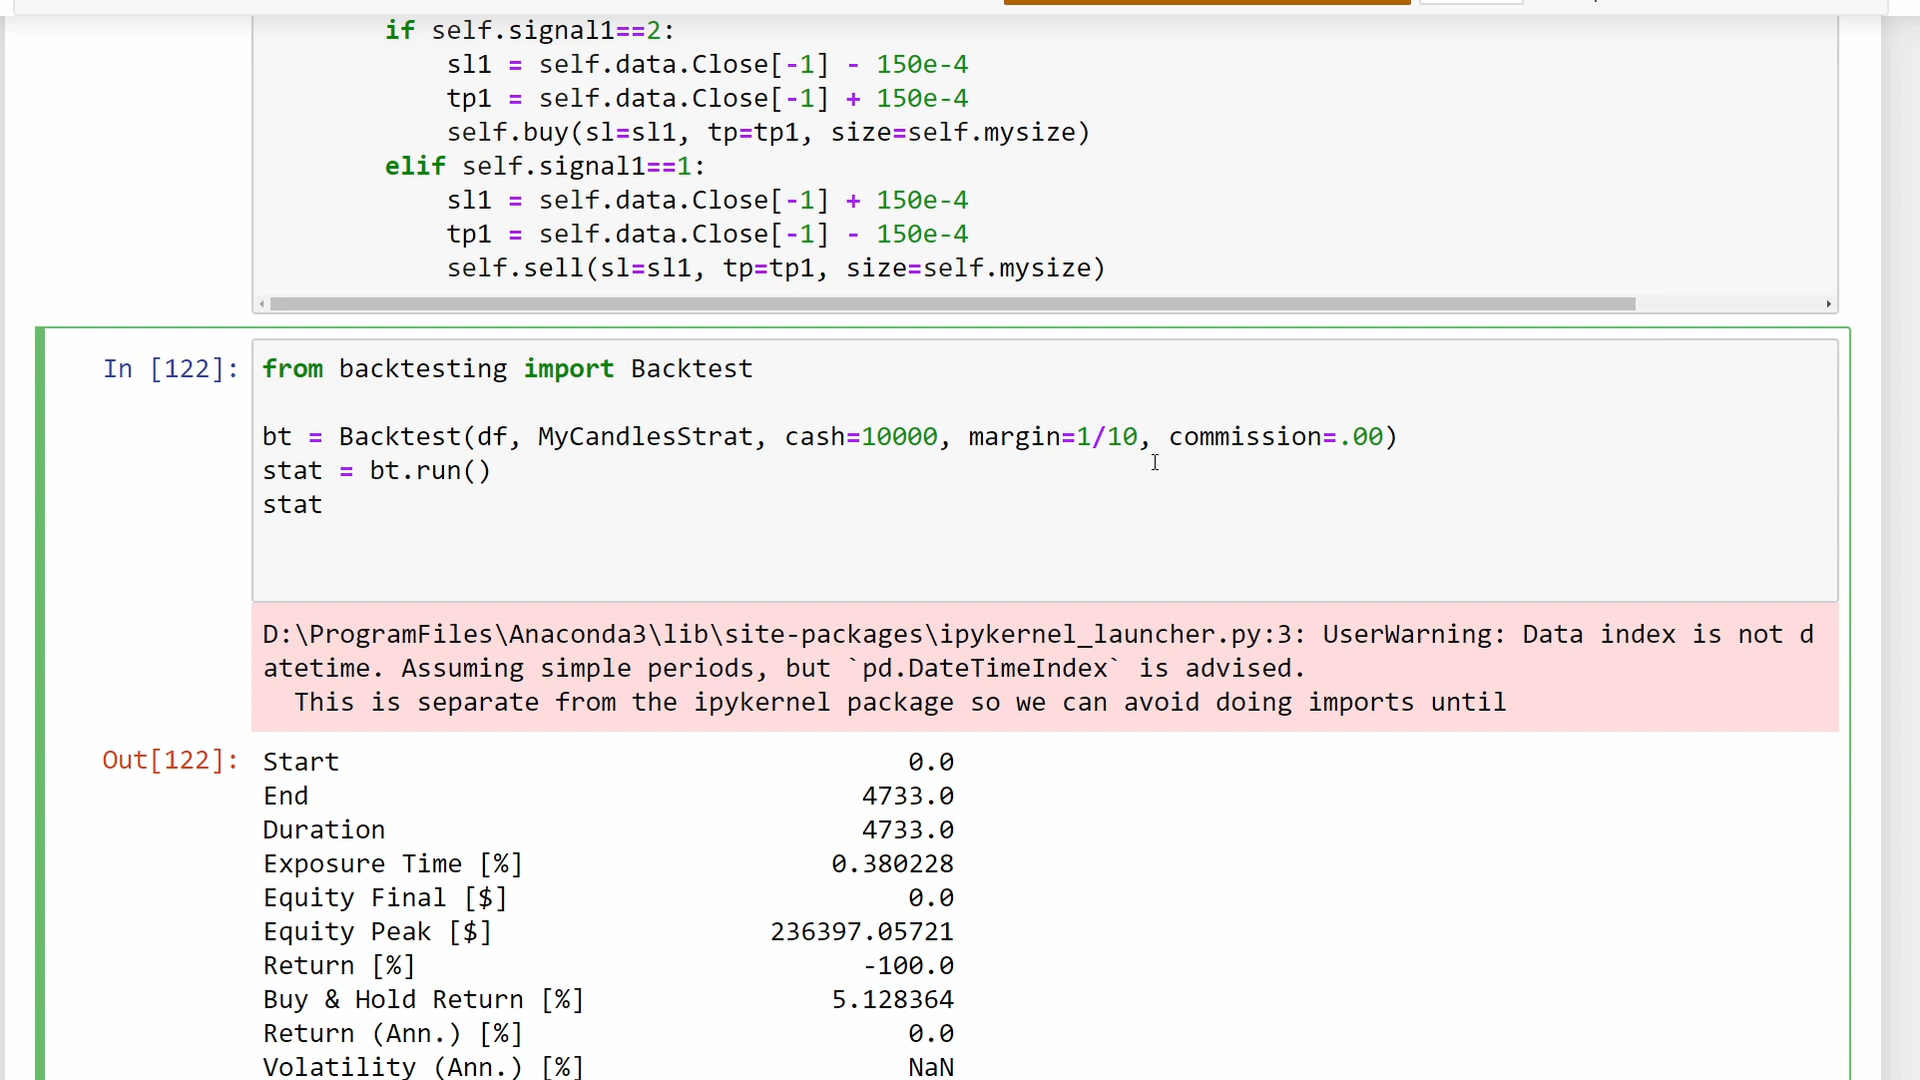 if self.signal1==2:
sl1 = self.data.Close[-1] - 150e-4
tp1 = self.data.Close[-1] + 150e-4
self.buy(sl=sl1, tp=tp1, size=self.mysize)
elif self.signal1==1:
sl1 = self.data.Close[-1] + 150e-4
tp1 = self.data.Close[-1] - 150e-4
self.sell(sl=sl1, tp=tp1, size=self.mysize)
In [122]:
from backtesting import Backtest
bt = Backtest(df, MyCandlesStrat, cash=10000, margin=1/10, commission=.00)
stat = bt.run()
stat
D:\ProgramFiles\Anaconda3\lib\site-packages\ipykernel_launcher.py:3: UserWarning: Data index is not d
atetime. Assuming simple periods, but `pd.DateTimeIndex` is advised.
This is separate from the ipykernel package so we can avoid doing imports until
Out[122]:
Start 0.0
End 4733.0
Duration 4733.0
Exposure Time [%] 0.380228
Equity Final [$] 0.0
Equity Peak [$] 236397.05721
Return [%] -100.0
Buy & Hold Return [%] 5.128364
Return (Ann.) [%] 0.0
Volatility (Ann.) [%] NaN